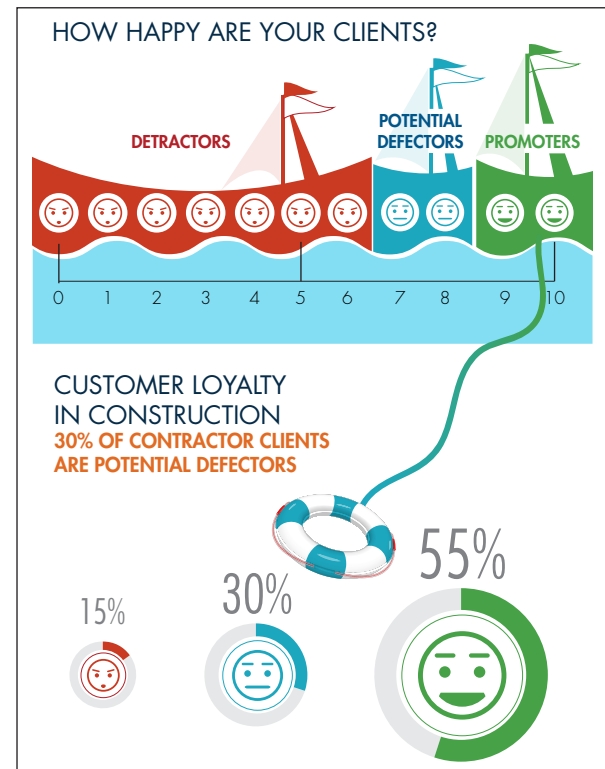 HOW HAPPY ARE YOUR CLIENTS?
DETRACTORS
POTENTIAL
DEFECTORS
PROMOTERS
0 1 2 3 4 5 6 7 8 9 10
CUSTOMER LOYALTY
IN CONSTRUCTION
30% OF CONTRACTOR CLIENTS
ARE POTENTIAL DEFECTORS
15%
30%
55%